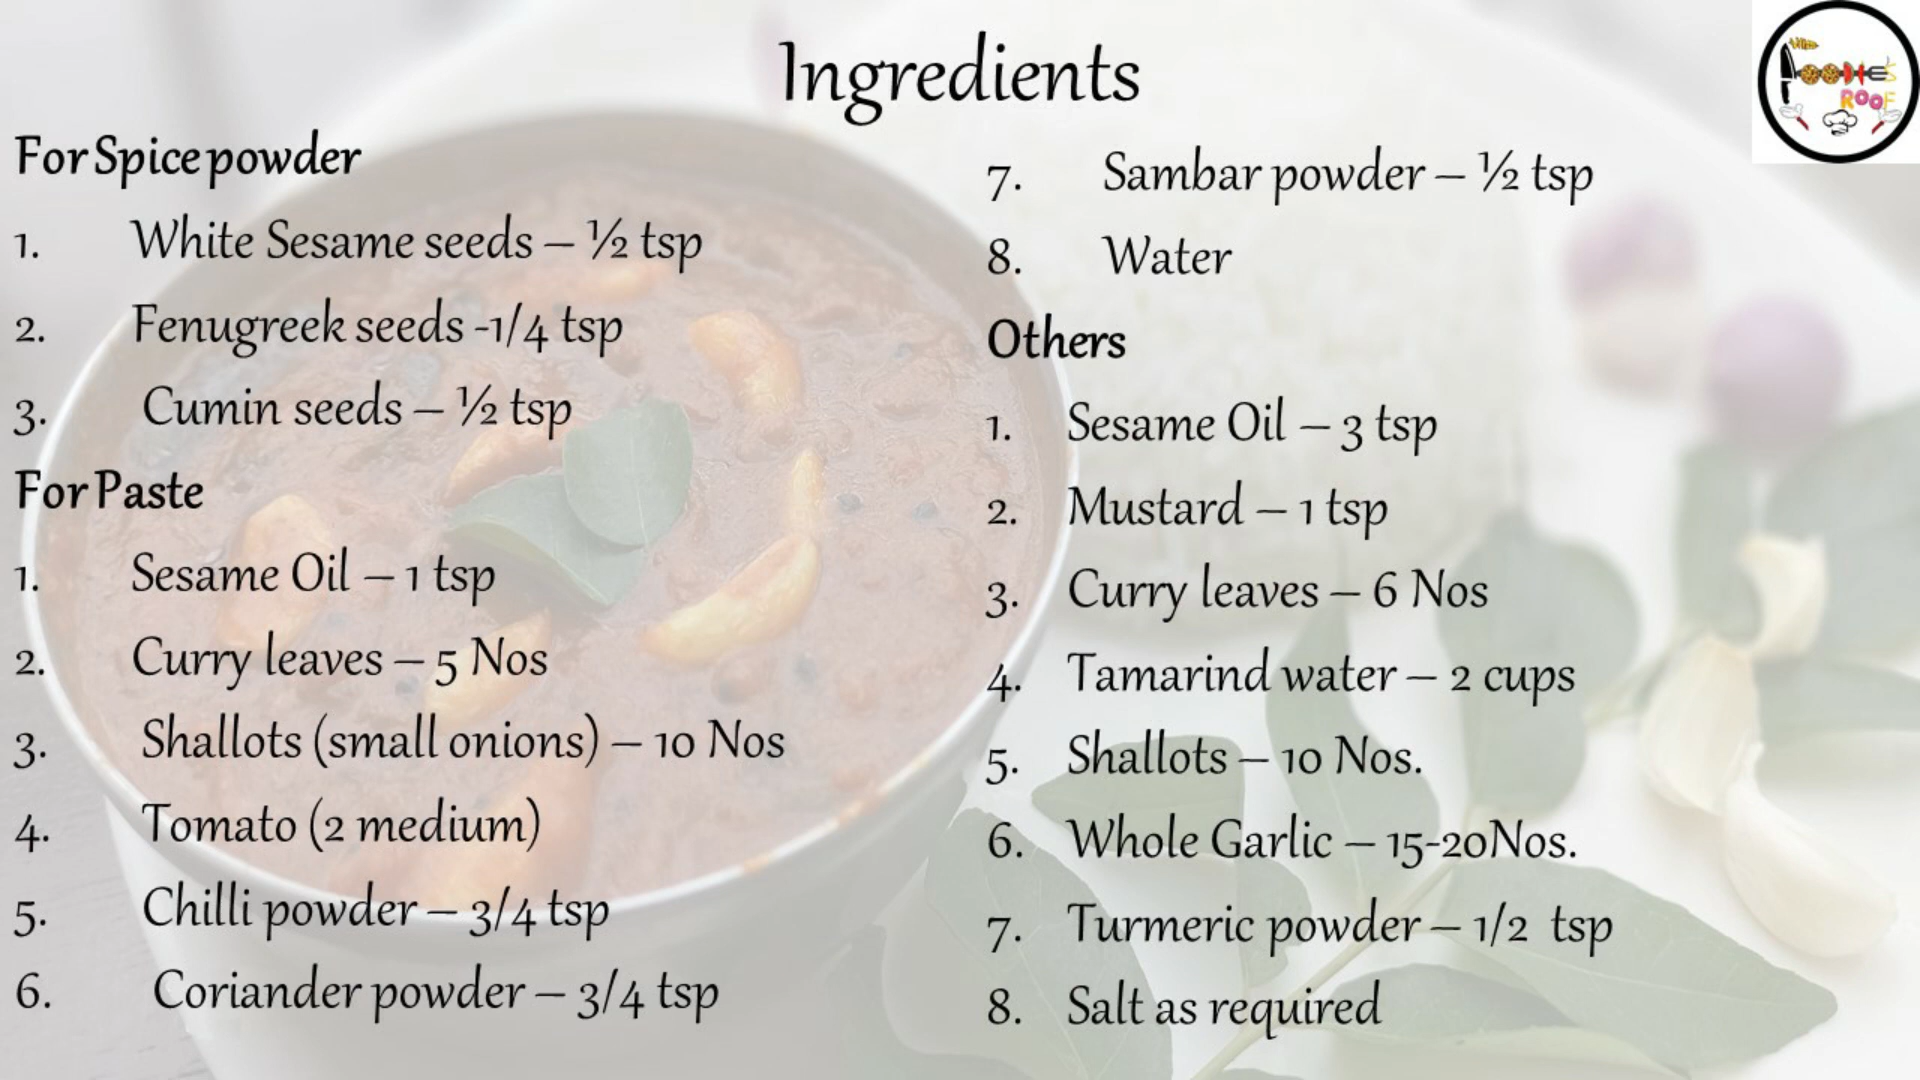 Ingredients
For Spice powder
1. White Sesame seeds – ½ tsp
2. Fenugreek seeds -1/4 tsp
3. Cumin seeds – ½ tsp
For Paste
1. Sesame Oil – 1 tsp
2. Curry leaves – 5 Nos
3. Shallots (small onions) – 10 Nos
4. Tomato (2 medium)
5. Chilli powder – 3/4 tsp
6. Coriander powder – 3/4 tsp
7. Sambar powder – ½ tsp
8. Water
Others
1. Sesame Oil – 3 tsp
2. Mustard – 1 tsp
3. Curry leaves – 6 Nos
4. Tamarind water – 2 cups
5. Shallots – 10 Nos.
6. Whole Garlic – 15-20Nos.
7. Turmeric powder – 1/2 tsp
8. Salt as required
ROOF